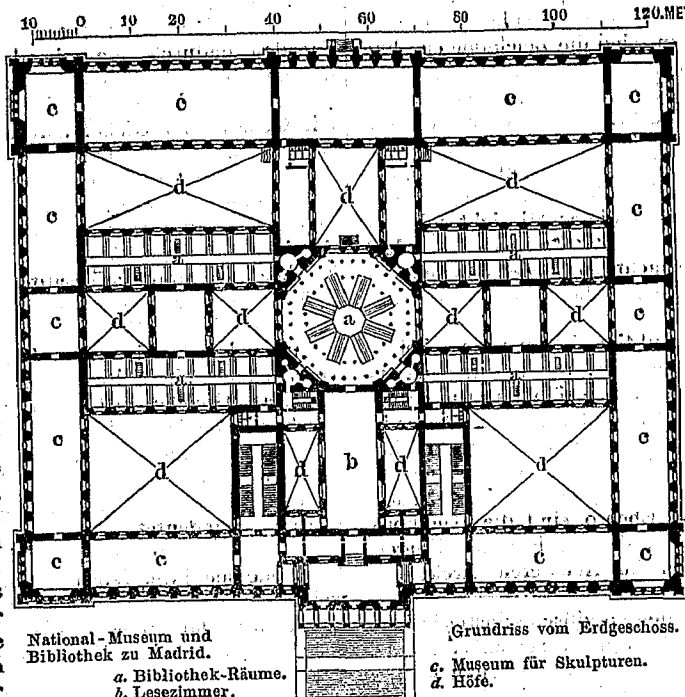 10 0 10 20 40 60 80 100 120.ME
c c c c
d d d
c c
a a
c d d a d d c
a a
c c
d d b d d
c c c c
National-Museum und
Bibliothek zu Madrid.
a. Bibliothek-Räume.
b. Lesezimmer.
Grundriss vom Erdgeschoss.
c. Museum für Skulpturen.
d. Höfe.